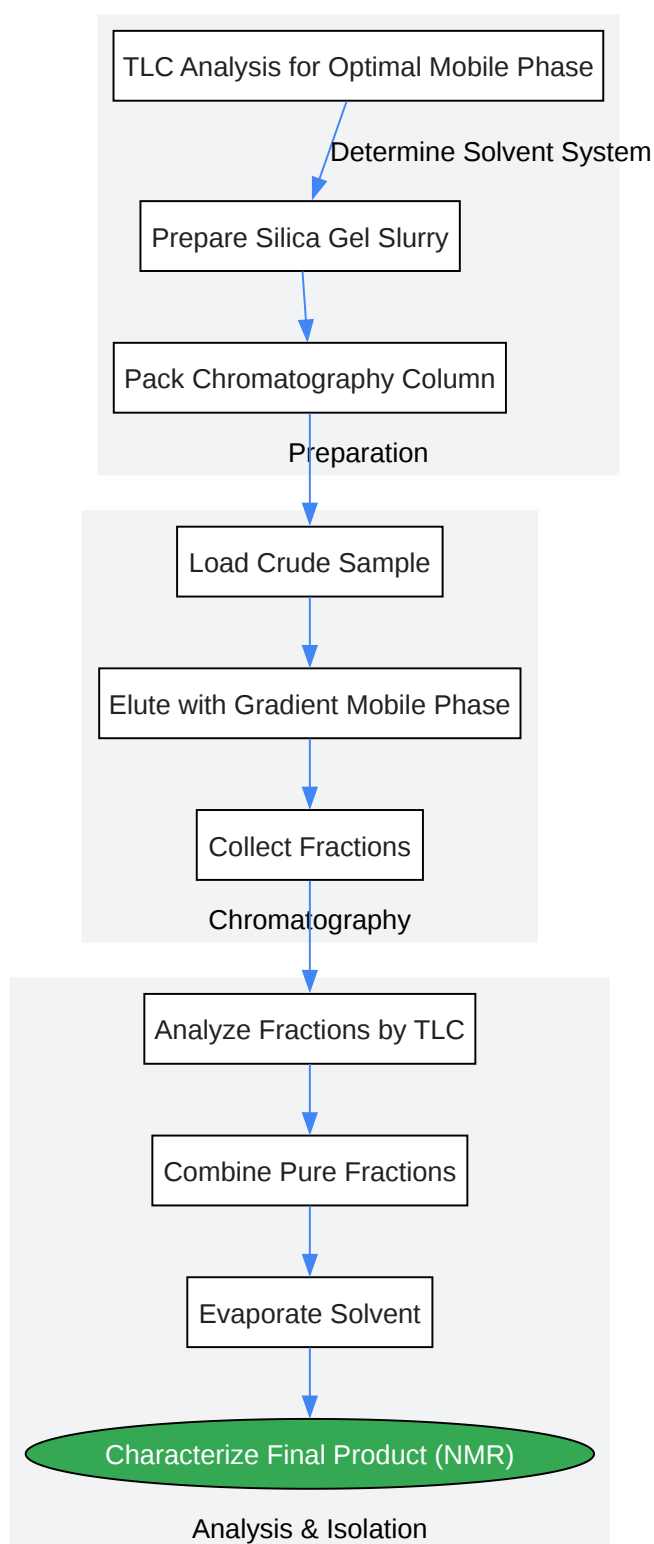 TLC Analysis for Optimal Mobile Phase
Determine Solvent System
Prepare Silica Gel Slurry
Pack Chromatography Column
Preparation
Load Crude Sample
Elute with Gradient Mobile Phase
Collect Fractions
Chromatography
Analyze Fractions by TLC
Combine Pure Fractions
Evaporate Solvent
Characterize Final Product (NMR)
Analysis & Isolation